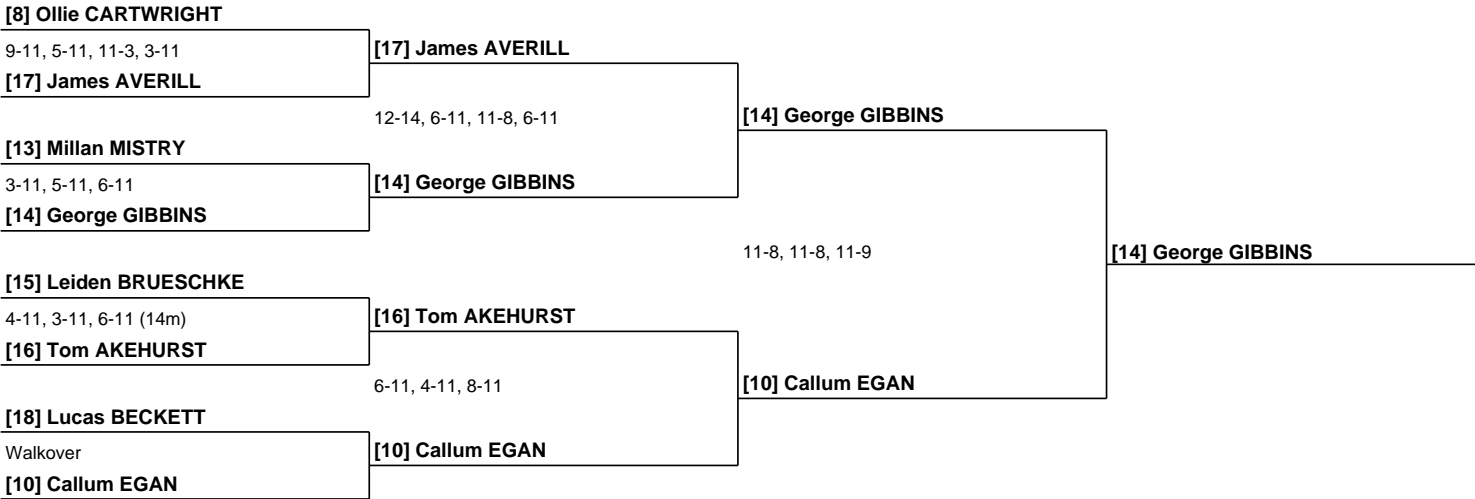 [8] Ollie CARTWRIGHT
9-11, 5-11, 11-3, 3-11
[17] James AVERILL
[17] James AVERILL
12-14, 6-11, 11-8, 6-11
[14] George GIBBINS
[13] Millan MISTRY
3-11, 5-11, 6-11
[14] George GIBBINS
[14] George GIBBINS
11-8, 11-8, 11-9
[14] George GIBBINS
[15] Leiden BRUESCHKE
4-11, 3-11, 6-11 (14m)
[16] Tom AKEHURST
[16] Tom AKEHURST
6-11, 4-11, 8-11
[10] Callum EGAN
[18] Lucas BECKETT
Walkover
[10] Callum EGAN
[10] Callum EGAN